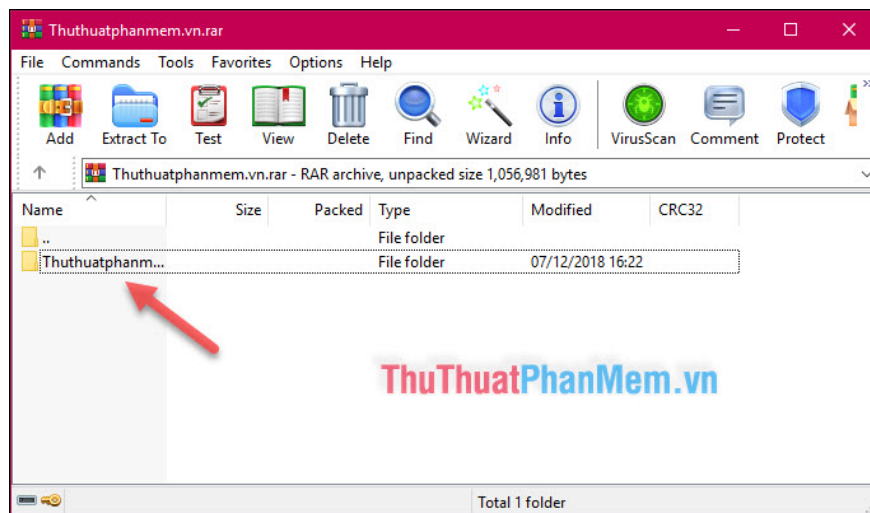 Thuthuatphanmem.vn.rar
File Commands Tools Favorites Options Help
Add Extract To Test View Delete Find Wizard Info VirusScan Comment Protect
Thuthuatphanmem.vn.rar - RAR archive, unpacked size 1,056,981 bytes
Name Size Packed Type Modified CRC32
.. File folder
Thuthuatphanm... File folder 07/12/2018 16:22
ThuThuatPhanMem.vn
Total 1 folder